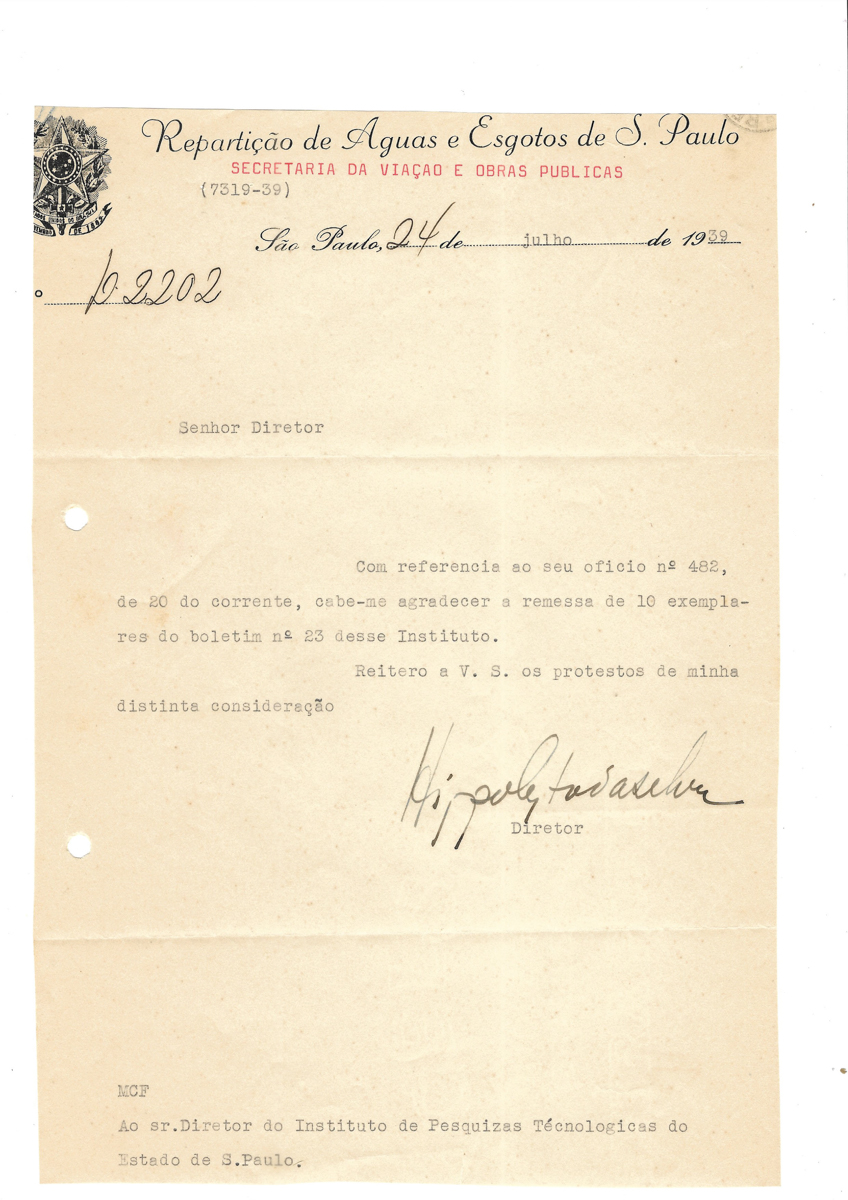 Repartição de Aguas e Esgotos de S. Paulo
SECRETARIA DA VIAÇAO E OBRAS PUBLICAS
(7319-39)
São Paulo, 24 de julho de 1939
o 2202
Senhor Diretor
Com referencia ao seu oficio nº 482,
de 20 do corrente, cabe-me agradecer a remessa de 10 exempla-
res do boletim nº 23 desse Instituto.
Reitero a V. S. os protestos de minha
distinta consideração
Hippolyto da Silva
Diretor
MCF
Ao sr.Diretor do Instituto de Pesquizas Técnologicas do
Estado de S.Paulo.